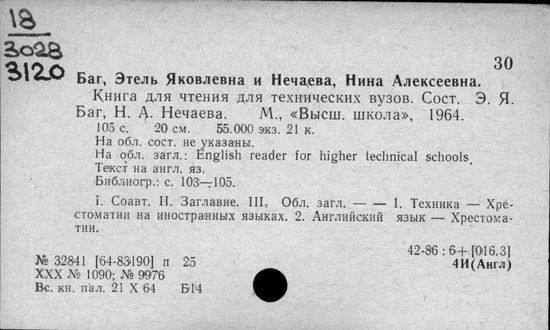 18
3028
3120
30
Баг, Этель Яковлевна и Нечаева, Нина Алексеевна.
Книга для чтения для технических вузов. Сост. Э. Я.
Баг, Н. А. Нечаева. М., «Высш. школа», 1964.
105 с. 20 см. 55.000 экз. 21 к.
На обл. сост. не указаны.
На обл. загл.: English reader for higher technical schools.
Текст на англ. яз.
Библиогр.: с. 103—105.
I. Соавт. II. Заглавие. III. Обл. загл. — — 1. Техника — Хре-
стоматии на иностранных языках. 2. Английский язык — Хрестома-
тии.
42-86 : 6+[016.3]
№ 32841 [64-83190] п 25
4И(Англ)
XXX № 1090; № 9976
Вс. кн. пал. 21 X 64 Б14